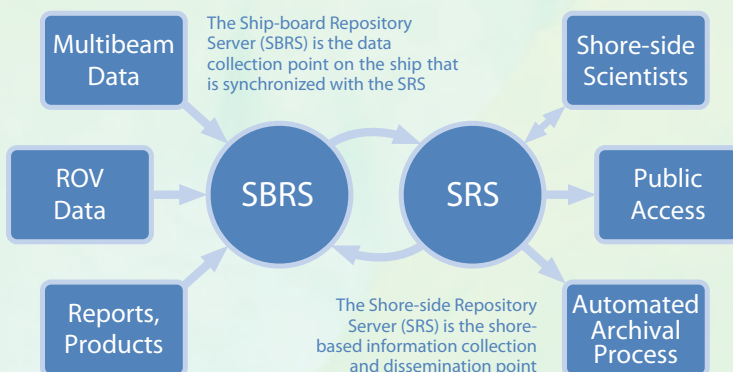 Multibeam
Data
The Ship-board Repository
Server (SBRS) is the data
collection point on the ship that
is synchronized with the SRS
Shore-side
Scientists
ROV
Data
SBRS
SRS
Public
Access
Reports,
Products
The Shore-side Repository
Server (SRS) is the shore-
based information collection
and dissemination point
Automated
Archival
Process